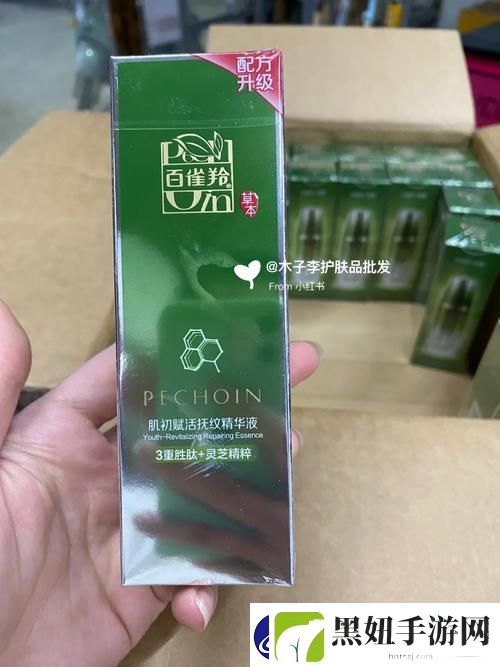 配方
升级
Pech
百雀羚®
Oin
草本
@木子李护肤品批发
From 小红书
PECHOIN
肌初赋活抚纹精华液
Youth-Revitalizing Repairing Essence
3重胜肽+灵芝精粹
黑妞手游网